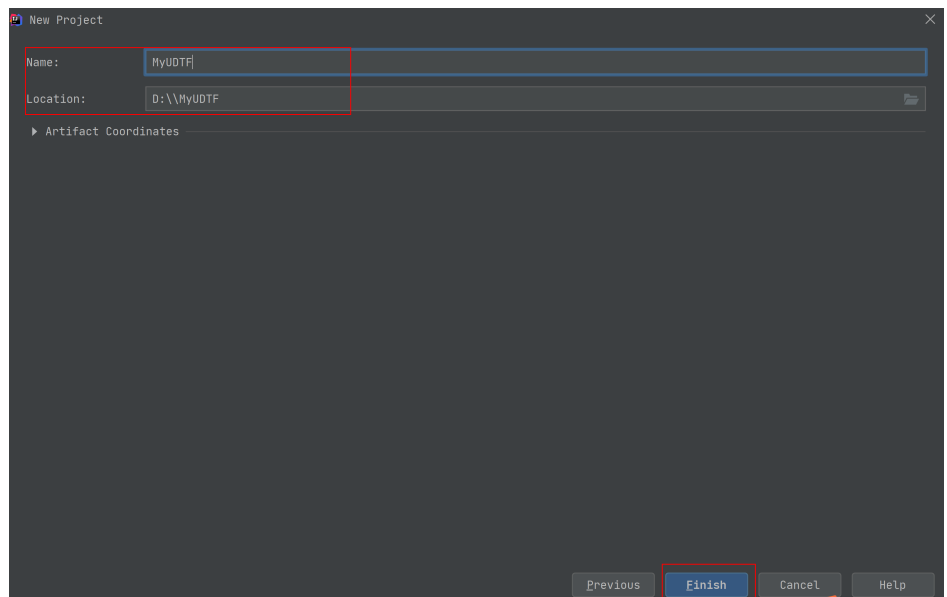 New Project
Name: MyUDTF
Location: D:\\MyUDTF
Artifact Coordinates
Previous Finish Cancel Help